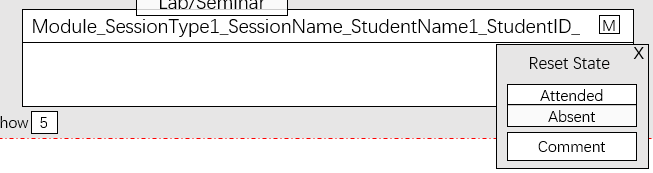 Lab/Seminar
Module_SessionType1_SessionName_StudentName1_StudentID_
M
X
Reset State
Attended
Absent
Comment
how 5